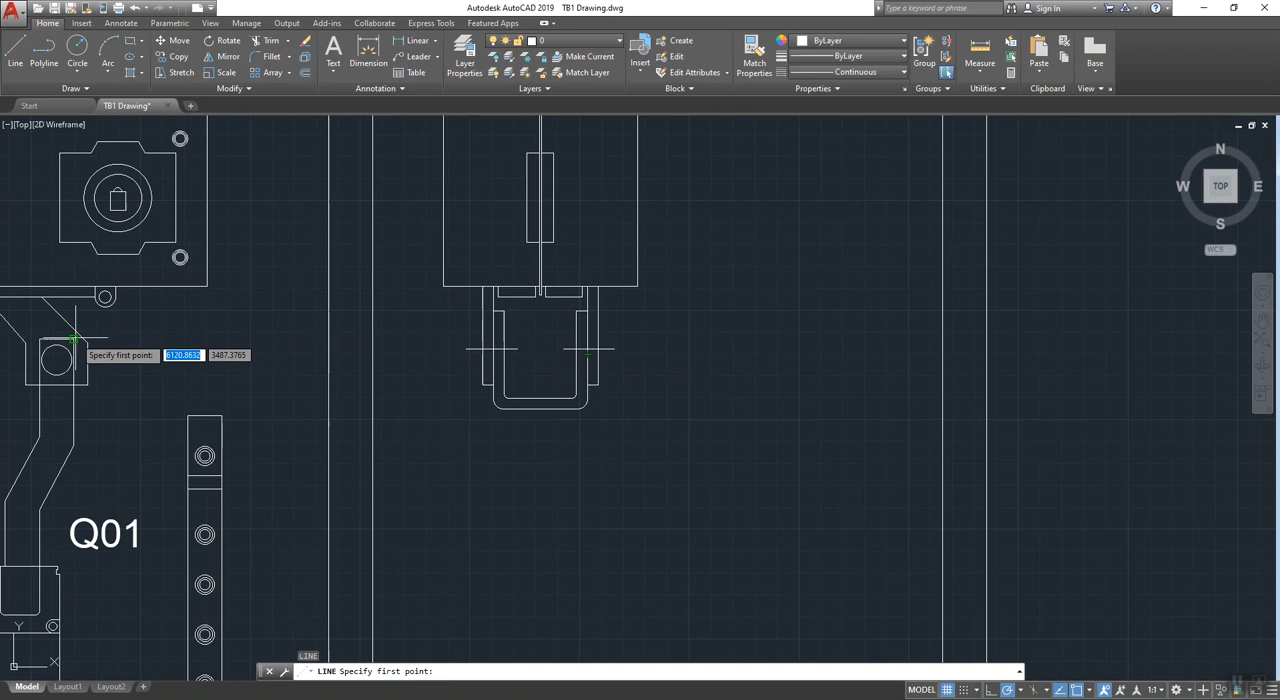 Autodesk AutoCAD 2019 TB1 Drawing.dwg
Type a keyword or phrase
Sign In
Home Insert Annotate Parametric View Manage Output Add-ins Collaborate Express Tools Featured Apps
Line Polyline Circle Arc
Move Rotate Trim
Copy Mirror Fillet
Stretch Scale Array
Text Dimension
Linear
Leader
Table
Layer Properties
0
Make Current
Match Layer
Insert
Create
Edit
Edit Attributes
Match Properties
ByLayer
ByLayer
Continuous
Group
Measure
Paste
Base
Draw Modify Annotation Layers Block Properties Groups Utilities Clipboard View
Start TB1 Drawing*
[−][Top][2D Wireframe]
N
W TOP E
S
WCS
Specify first point: 6120.8632 3487.3765
Q01
Y
X
LINE
LINE Specify first point:
Model Layout1 Layout2
MODEL 1:1